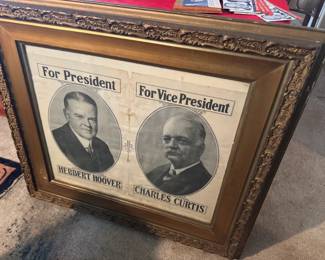 For President
For Vice President
HERBERT HOOVER
CHARLES CURTIS